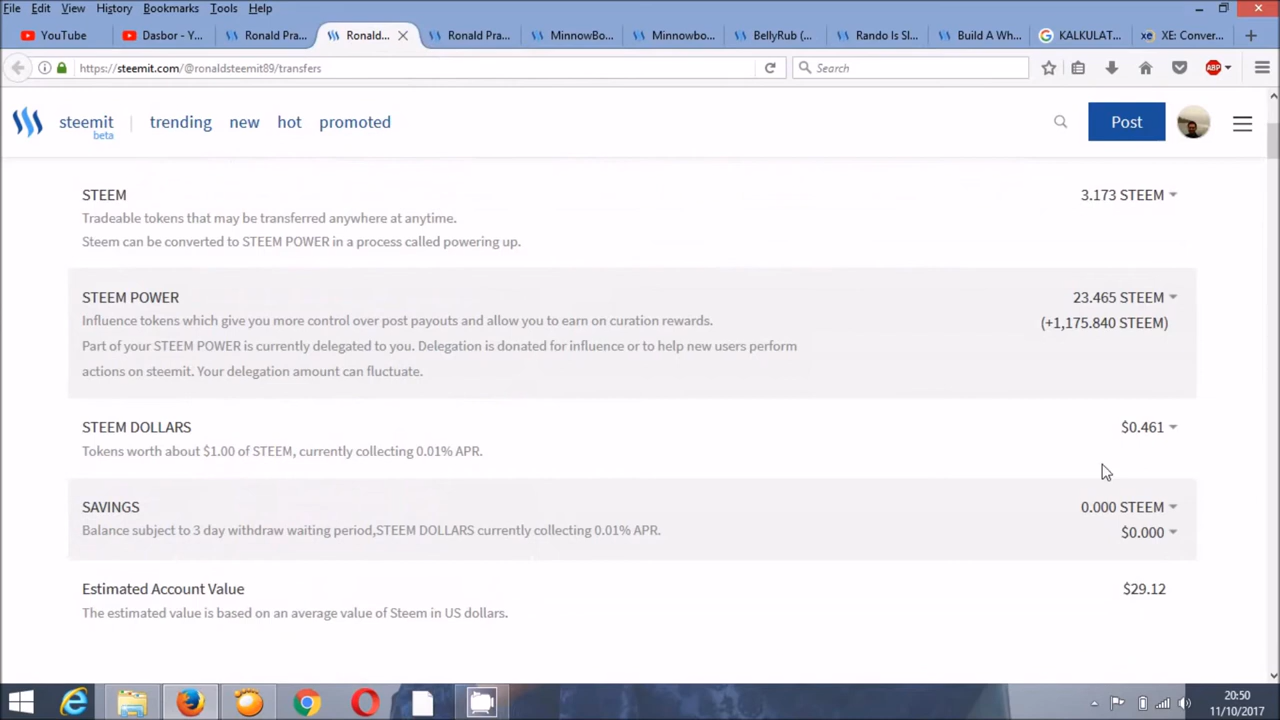 File Edit View History Bookmarks Tools Help
YouTube
Dasbor - Y...
Ronald Pra...
Ronald...
Ronald Pra...
MinnowBo...
Minnowbo...
BellyRub (...
Rando Is Sl...
Build A Wh...
KALKULAT...
XE: Conver...
https://steemit.com/@ronaldsteemit89/transfers
Search
ABP
steemit
beta
trending new hot promoted
Post
STEEM 3.173 STEEM
Tradeable tokens that may be transferred anywhere at anytime.
Steem can be converted to STEEM POWER in a process called powering up.
STEEM POWER 23.465 STEEM
Influence tokens which give you more control over post payouts and allow you to earn on curation rewards. (+1,175.840 STEEM)
Part of your STEEM POWER is currently delegated to you. Delegation is donated for influence or to help new users perform
actions on steemit. Your delegation amount can fluctuate.
STEEM DOLLARS $0.461
Tokens worth about $1.00 of STEEM, currently collecting 0.01% APR.
SAVINGS 0.000 STEEM
Balance subject to 3 day withdraw waiting period,STEEM DOLLARS currently collecting 0.01% APR. $0.000
Estimated Account Value $29.12
The estimated value is based on an average value of Steem in US dollars.
20:50
11/10/2017